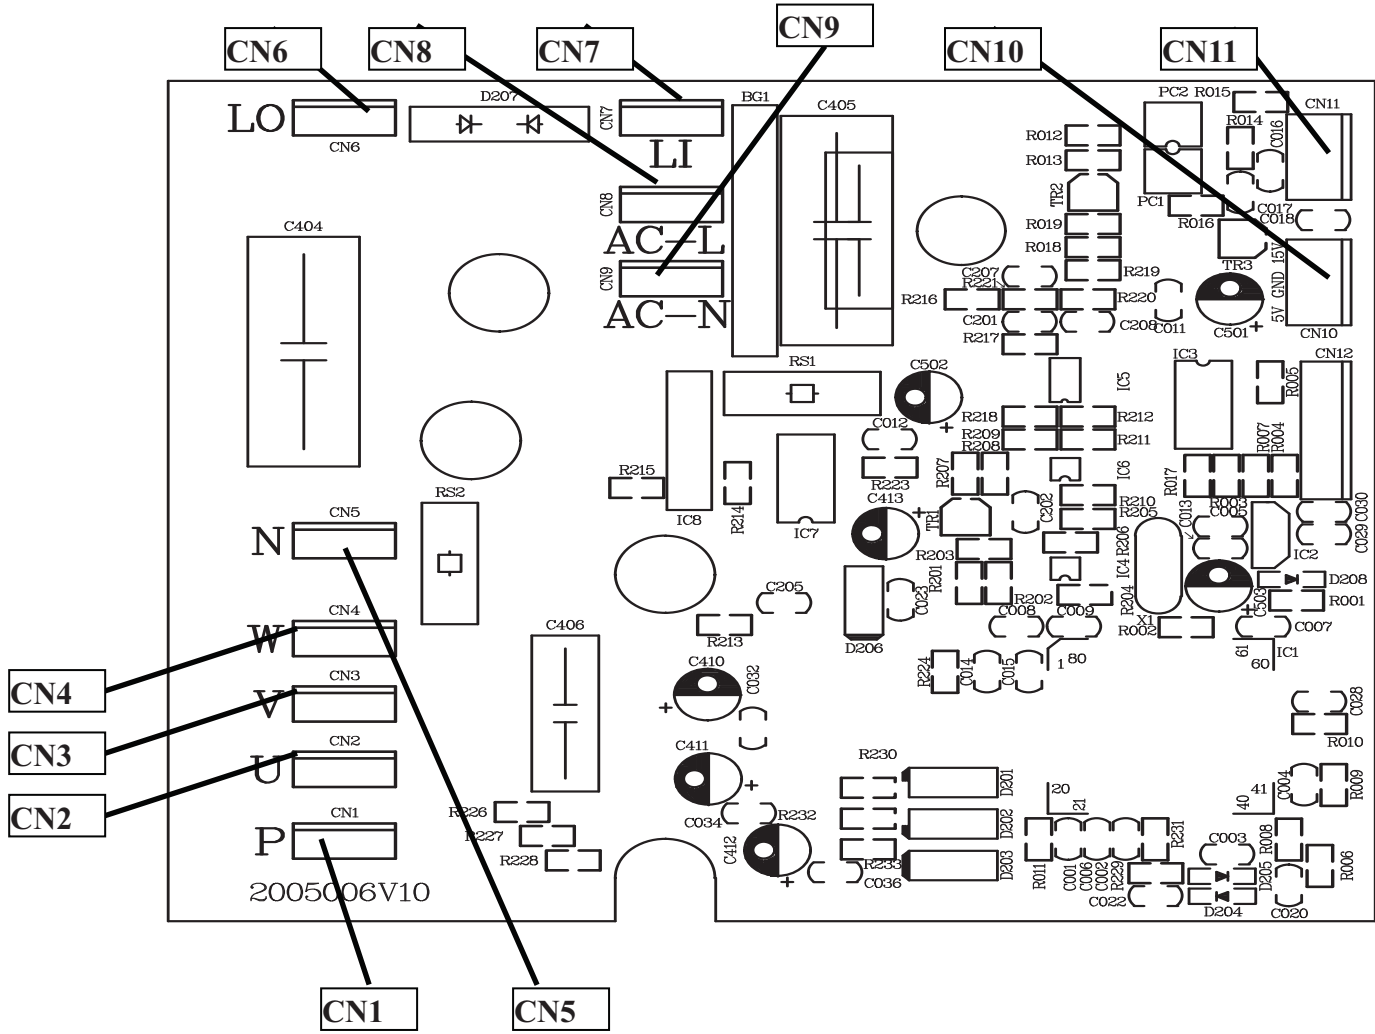 CN6
CN8
CN7
CN9
CN10
CN11
LO
CN6
D207
CN7
LI
BG1
C405
PC2
R015
CN11
R014
C016
R012
R013
TR2
PC1
R016
C017
C018
R019
R018
CN8
AC-L
C404
CN9
AC-N
C207
R219
TR3
5V GND 15V
R221
R216
R220
C201
C208
C011
C501
+
CN10
R217
RS1
C502
+
IC5
IC3
R005
CN12
R218
R212
C012
R209
R211
R208
R007
R004
R215
R223
R207
IC6
R017
RS2
IC8
R214
IC7
C413
+
TR1
C202
R210
R205
C013
R003
C005
C030
C029
N
CN5
R203
R206
IC2
R201
IC4
D208
C205
C023
R202
R204
C503
+
R001
W
CN4
R213
C008
C009
X1
R002
C007
D206
1
80
61
60
IC1
C406
R224
C014
C015
CN4
V
CN3
C410
+
C032
C028
R010
CN3
U
CN2
C411
+
R230
D201
20
21
40
41
C004
R009
CN2
P
CN1
R226
R227
R228
C034
R232
C412
+
D202
R233
D203
C036
R011
C001
C006
C002
R229
R231
C003
R008
R006
D205
C022
D204
C020
2005006V10
CN1
CN5